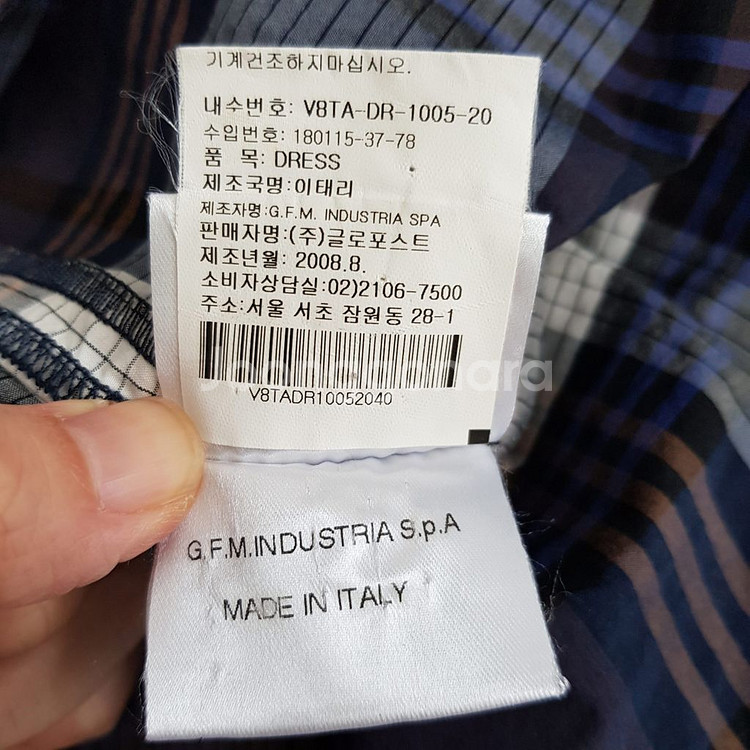 기계건조하지마십시오.
내수번호: V8TA-DR-1005-20
수입번호: 180115-37-78
품 목: DRESS
제조국명:이태리
제조자명:G.F.M. INDUSTRIA SPA
판매자명:(주)글로포스트
제조년월: 2008.8.
소비자상담실:02)2106-7500
주소:서울 서초 잠원동 28-1
V8TADR10052040
G.F.M.INDUSTRIA S.p.A
MADE IN ITALY